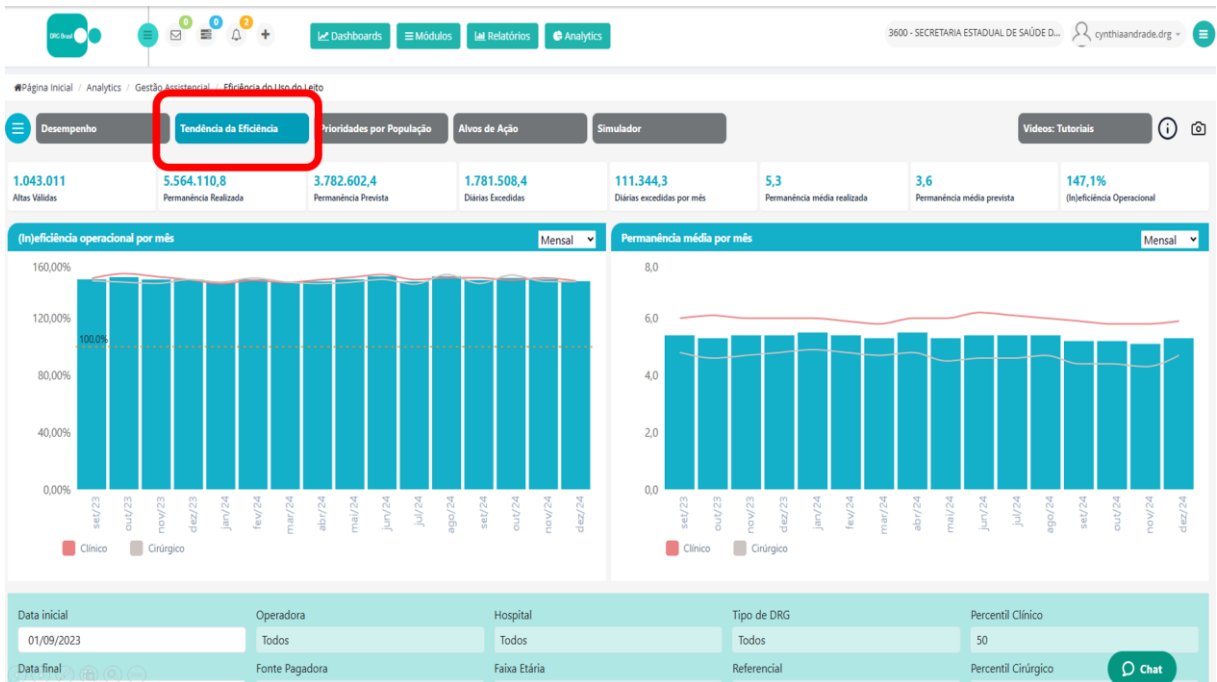 DRC Brasil
0
0
2
Dashboards
Módulos
Relatórios
Analytics
3600 - SECRETARIA ESTADUAL DE SAÚDE D...
cynthiaandrade.drg
Página Inicial / Analytics / Gestão Assistencial / Eficiência do Uso do Leito
Desempenho
Tendência da Eficiência
Prioridades por População
Alvos de Ação
Simulador
Videos: Tutoriais
1.043.011
Altas Válidas
5.564.110,8
Permanência Realizada
3.782.602,4
Permanência Prevista
1.781.508,4
Diárias Excedidas
111.344,3
Diárias excedidas por mês
5,3
Permanência média realizada
3,6
Permanência média prevista
147,1%
(In)eficiência Operacional
(In)eficiência operacional por mês
Mensal
160,00%
120,00%
100,0%
80,00%
40,00%
0,00%
set/23
out/23
nov/23
dez/23
jan/24
fev/24
mar/24
abr/24
mai/24
jun/24
jul/24
ago/24
set/24
out/24
nov/24
dez/24
Clínico
Cirúrgico
Permanência média por mês
Mensal
8,0
6,0
4,0
2,0
0,0
set/23
out/23
nov/23
dez/23
jan/24
fev/24
mar/24
abr/24
mai/24
jun/24
jul/24
ago/24
set/24
out/24
nov/24
dez/24
Clínico
Cirúrgico
Data inicial
01/09/2023
Operadora
Todos
Hospital
Todos
Tipo de DRG
Todos
Percentil Clínico
50
Data final
Fonte Pagadora
Faixa Etária
Referencial
Percentil Cirúrgico
Chat